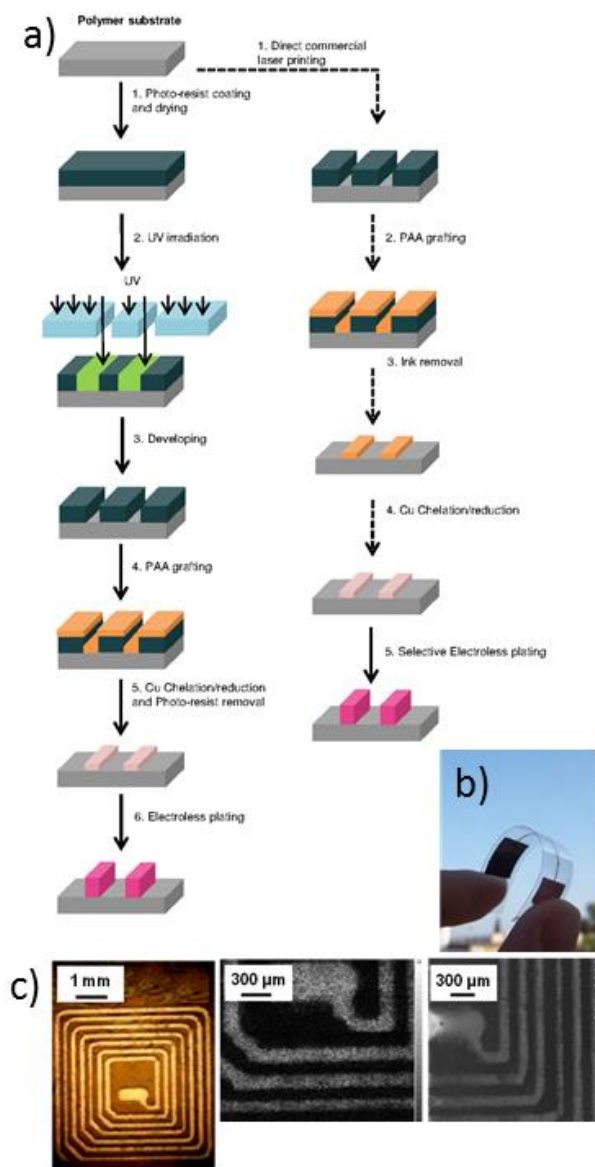 a)
Polymer substrate
1. Direct commercial
laser printing
1. Photo-resist coating
and drying
2. UV irradiation
2. PAA grafting
UV
3. Ink removal
3. Developing
4. Cu Chelation/reduction
4. PAA grafting
5. Selective Electroless plating
5. Cu Chelation/reduction
and Photo-resist removal
6. Electroless plating
b)
c)
1 mm
300 µm
300 µm